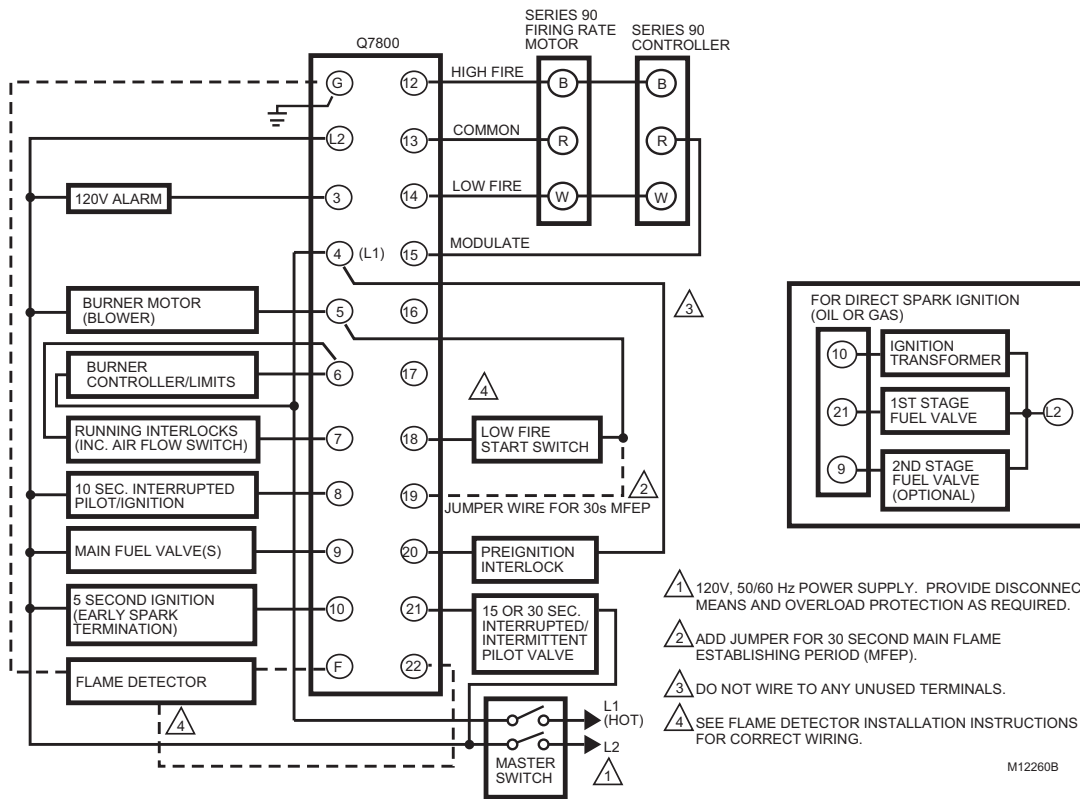 SERIES 90
FIRING RATE
MOTOR
SERIES 90
CONTROLLER
Q7800
G
12
HIGH FIRE
B
B
L2
13
COMMON
R
R
120V ALARM
3
14
LOW FIRE
W
W
4
(L1)
15
MODULATE
3
BURNER MOTOR
(BLOWER)
5
16
BURNER
CONTROLLER/LIMITS
6
17
4
RUNNING INTERLOCKS
(INC. AIR FLOW SWITCH)
7
18
LOW FIRE
START SWITCH
10 SEC. INTERRUPTED
PILOT/IGNITION
8
19
2
JUMPER WIRE FOR 30s MFEP
MAIN FUEL VALVE(S)
9
20
PREIGNITION
INTERLOCK
5 SECOND IGNITION
(EARLY SPARK
TERMINATION)
10
21
15 OR 30 SEC.
INTERRUPTED/
INTERMITTENT
PILOT VALVE
FLAME DETECTOR
F
22
4
L1
(HOT)
L2
MASTER
SWITCH
1
FOR DIRECT SPARK IGNITION
(OIL OR GAS)
10
IGNITION
TRANSFORMER
21
1ST STAGE
FUEL VALVE
L2
9
2ND STAGE
FUEL VALVE
(OPTIONAL)
1 120V, 50/60 Hz POWER SUPPLY. PROVIDE DISCONNEC
MEANS AND OVERLOAD PROTECTION AS REQUIRED.
2 ADD JUMPER FOR 30 SECOND MAIN FLAME
ESTABLISHING PERIOD (MFEP).
3 DO NOT WIRE TO ANY UNUSED TERMINALS.
4 SEE FLAME DETECTOR INSTALLATION INSTRUCTIONS
FOR CORRECT WIRING.
M12260B